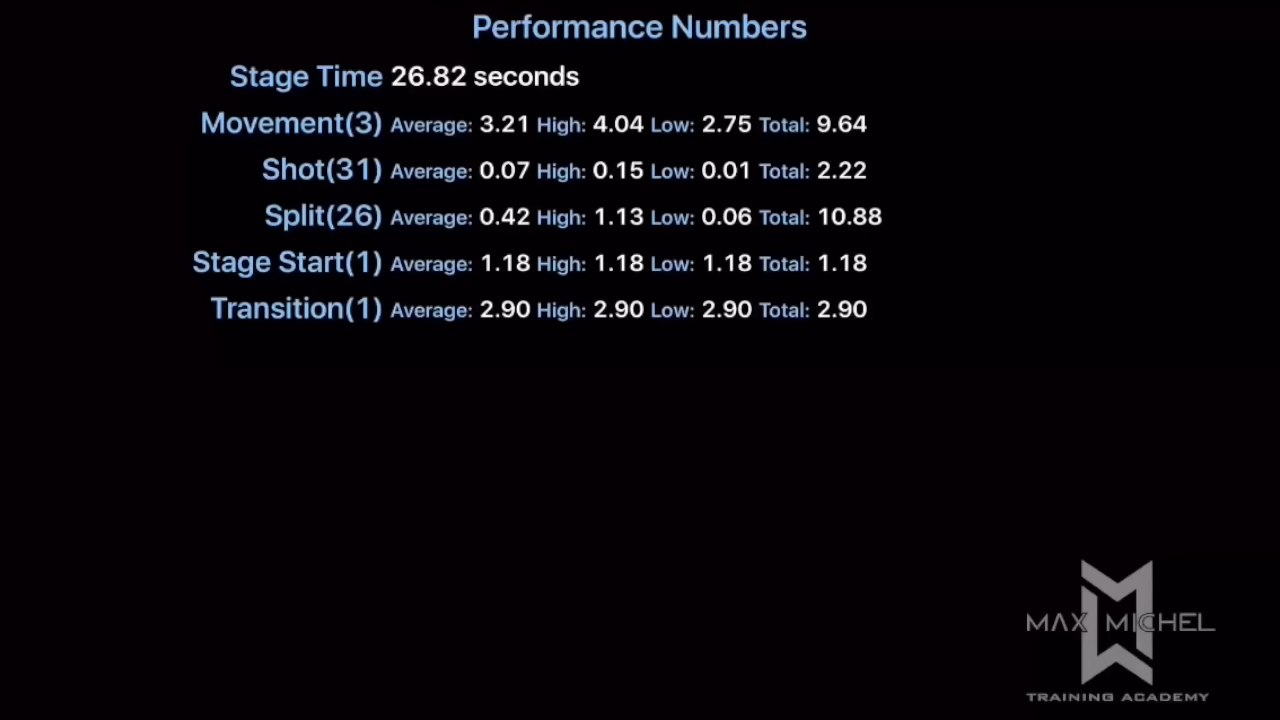 Performance Numbers
Stage Time 26.82 seconds
Movement(3) Average: 3.21 High: 4.04 Low: 2.75 Total: 9.64
Shot(31) Average: 0.07 High: 0.15 Low: 0.01 Total: 2.22
Split(26) Average: 0.42 High: 1.13 Low: 0.06 Total: 10.88
Stage Start(1) Average: 1.18 High: 1.18 Low: 1.18 Total: 1.18
Transition(1) Average: 2.90 High: 2.90 Low: 2.90 Total: 2.90
MAX MICHEL
TRAINING ACADEMY